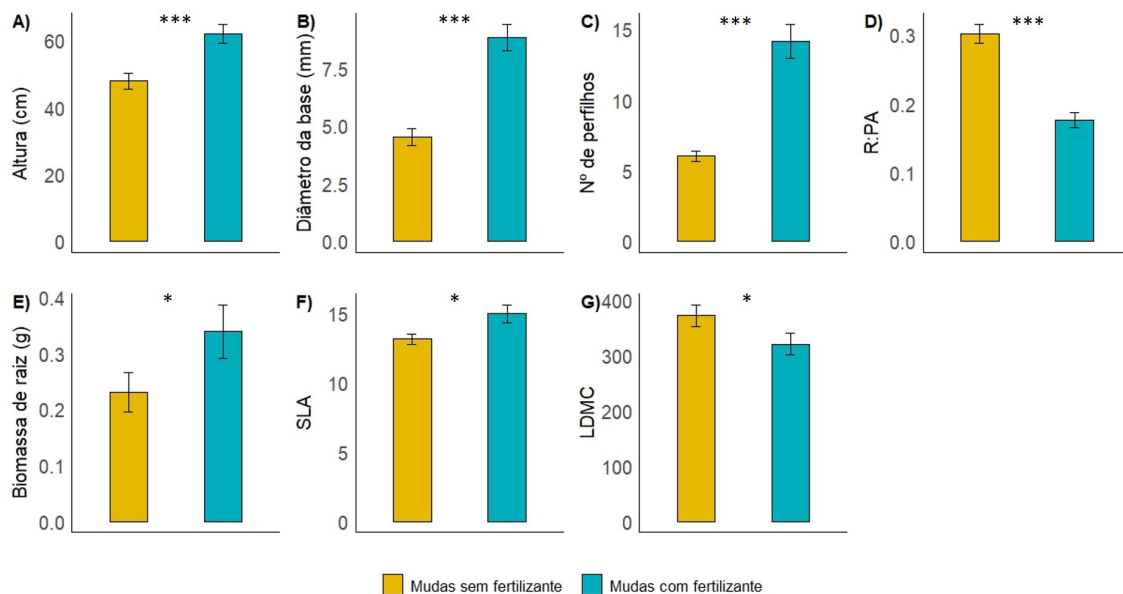 A)
***
Altura (cm)
60
40
20
0
B)
***
Diâmetro da base (mm)
7.5
5.0
2.5
0.0
C)
***
Nº de perfilhos
15
10
5
0
D)
***
R:PA
0.3
0.2
0.1
0.0
E)
*
Biomassa de raiz (g)
0.4
0.3
0.2
0.1
0.0
F)
*
SLA
15
10
5
0
G)
*
LDMC
400
300
200
100
0
Mudas sem fertilizante
Mudas com fertilizante